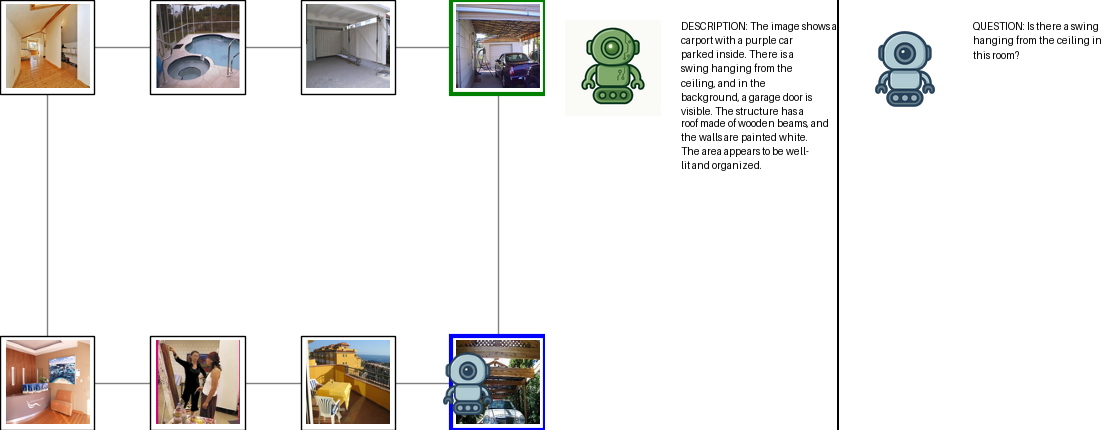 DESCRIPTION: The image shows a
carport with a purple car
parked inside. There is a
swing hanging from the
ceiling, and in the
background, a garage door is
visible. The structure has a
roof made of wooden beams, and
the walls are painted white.
The area appears to be well-
lit and organized.
QUESTION: Is there a swing
hanging from the ceiling in
this room?